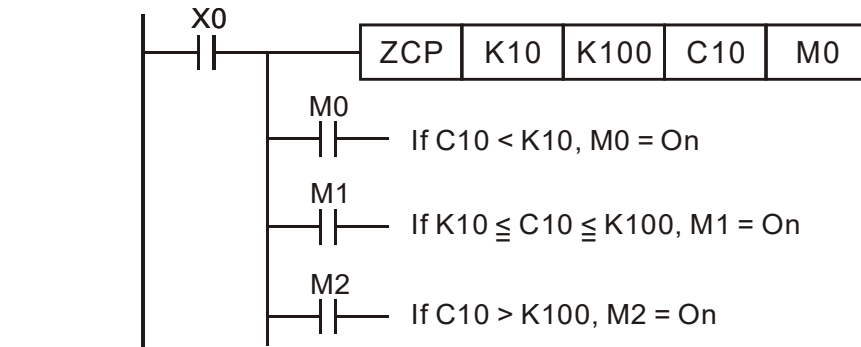 X0
ZCP K10 K100 C10 M0
M0
If C10 < K10, M0 = On
M1
If K10 ≦ C10 ≦ K100, M1 = On
M2
If C10 > K100, M2 = On